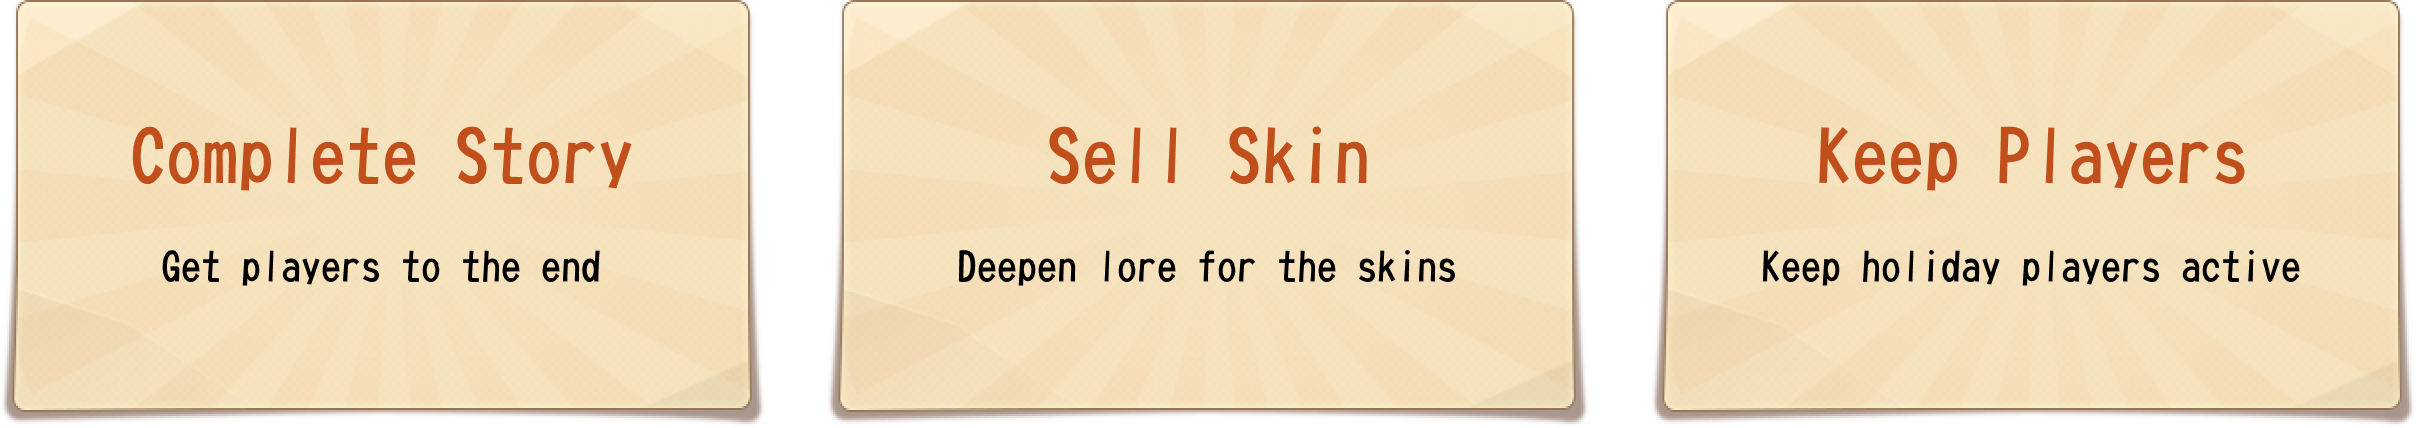 Complete Story
Get players to the end
Sell Skin
Deepen lore for the skins
Keep Players
Keep holiday players active